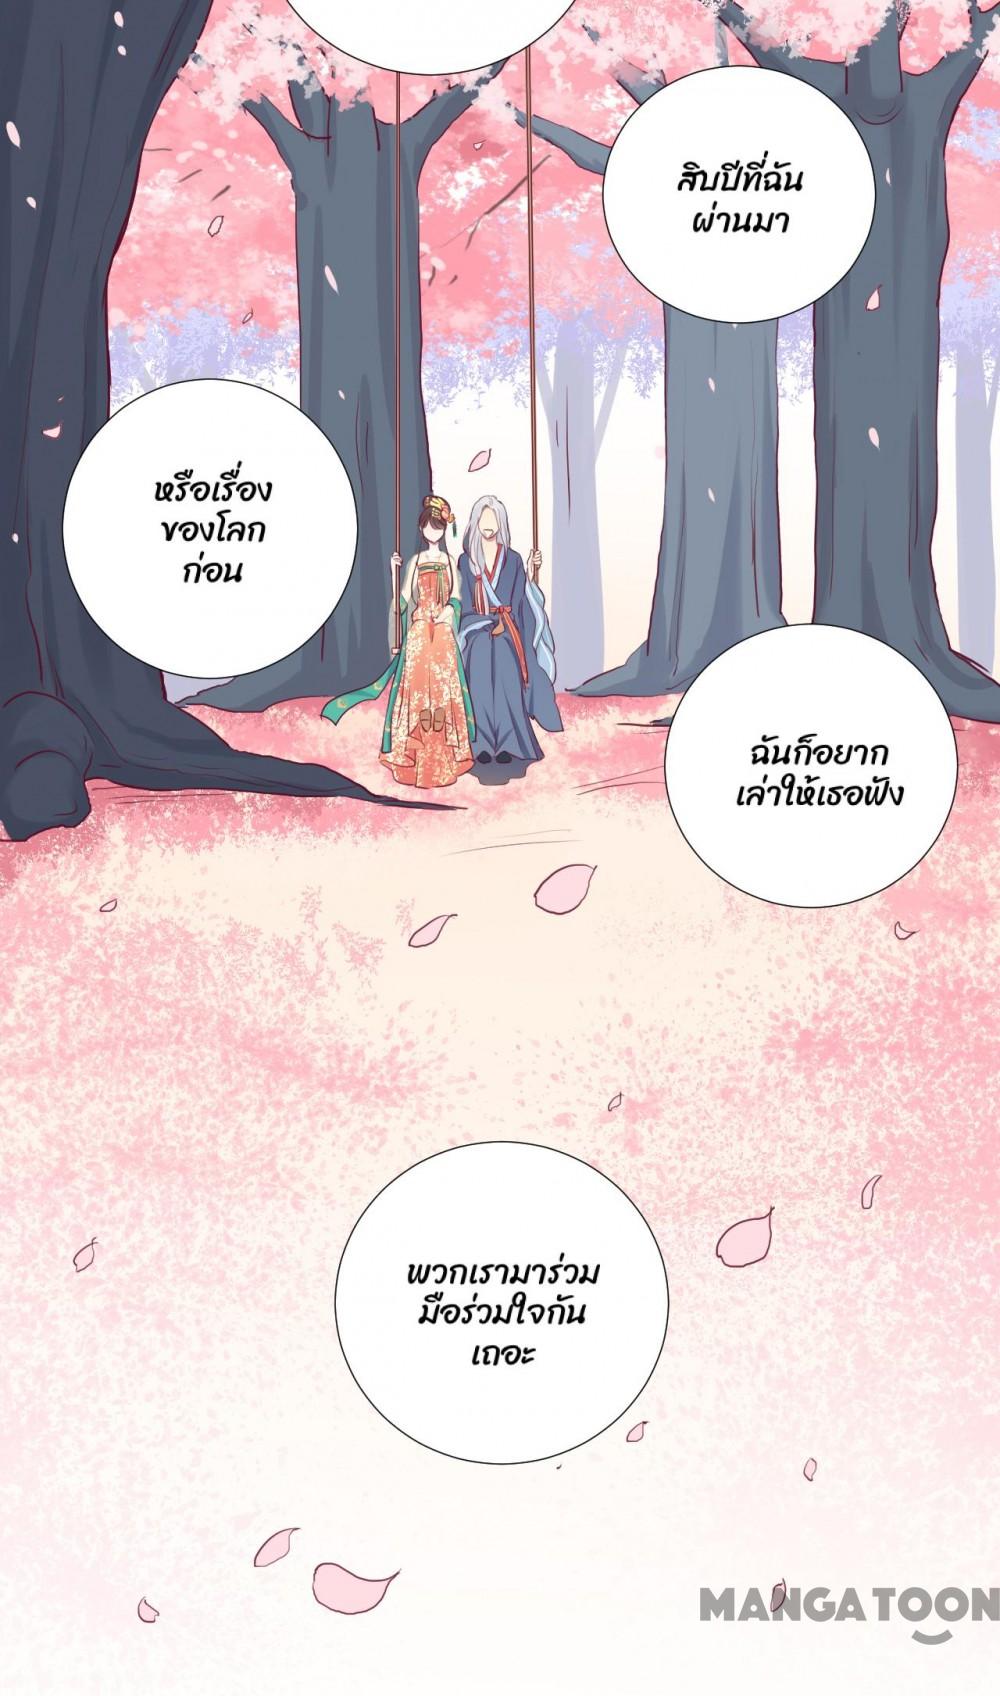 สิบปีที่ฉัน
ผ่านมา
หรือเรื่อง
ของโลก
ก่อน
ฉันก็อยาก
เล่าให้เธอฟัง
พวกเรามาร่วม
มือร่วมใจกัน
เถอะ
MANGATOON